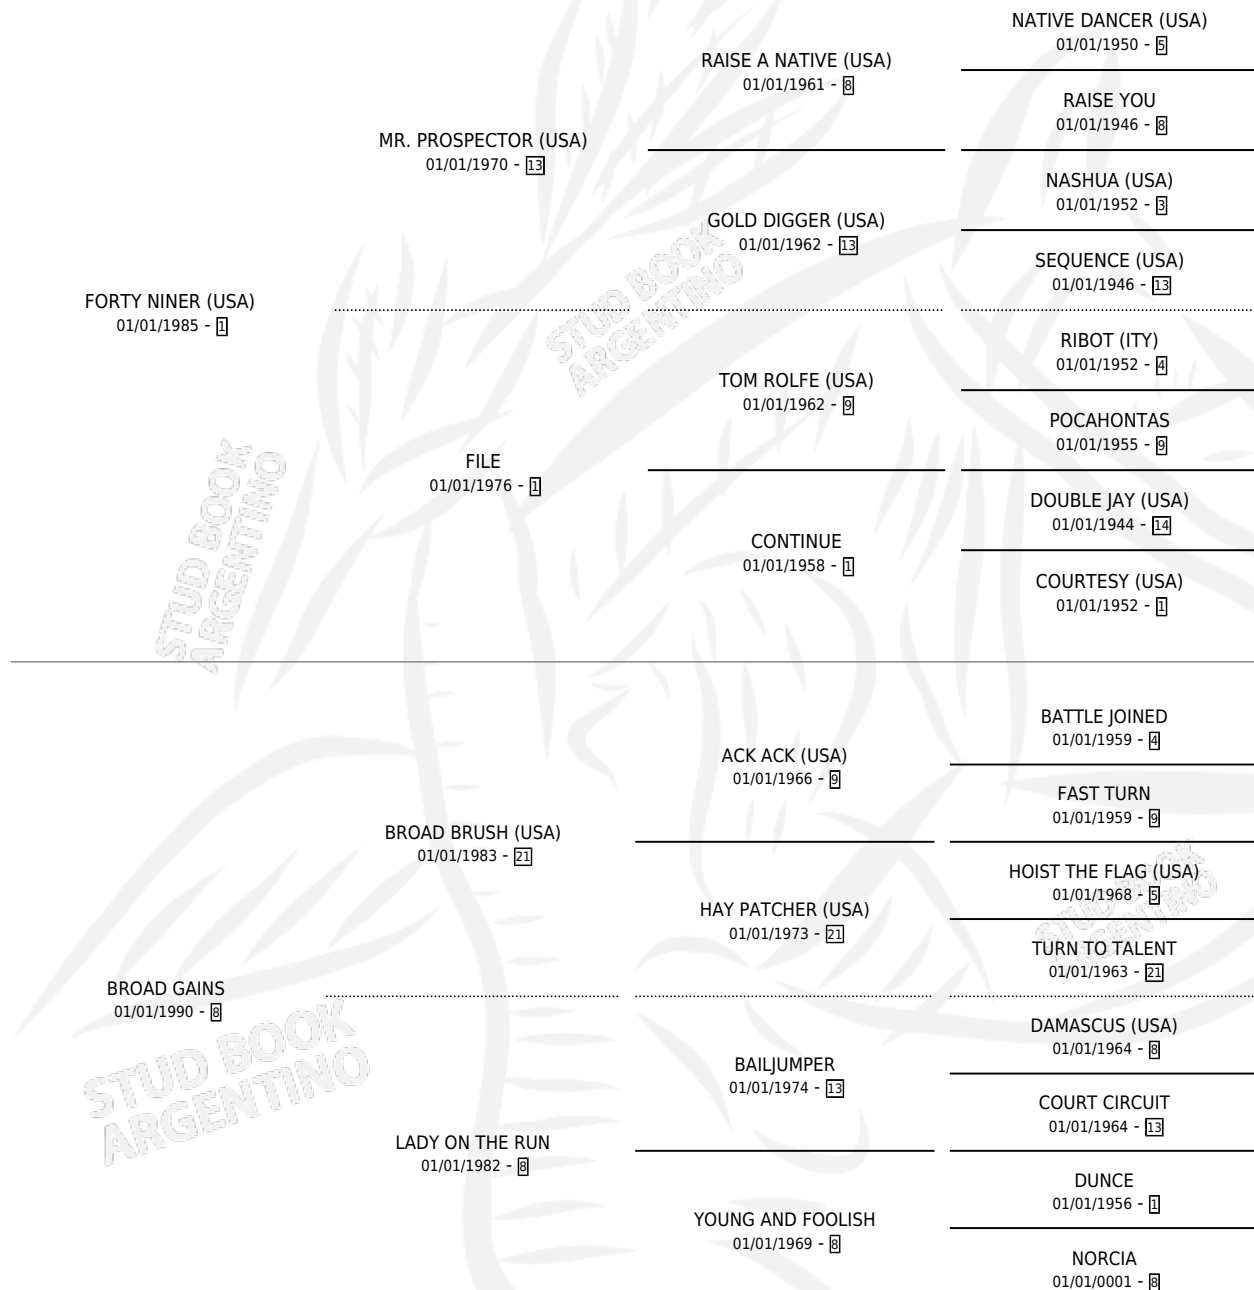 FORTY NINER (USA)
01/01/1985 - 1
MR. PROSPECTOR (USA)
01/01/1970 - 13
FILE
01/01/1976 - 1
RAISE A NATIVE (USA)
01/01/1961 - 8
GOLD DIGGER (USA)
01/01/1962 - 13
TOM ROLFE (USA)
01/01/1962 - 9
CONTINUE
01/01/1958 - 1
NATIVE DANCER (USA)
01/01/1950 - 5
RAISE YOU
01/01/1946 - 8
NASHUA (USA)
01/01/1952 - 3
SEQUENCE (USA)
01/01/1946 - 13
RIBOT (ITY)
01/01/1952 - 4
POCAHONTAS
01/01/1955 - 9
DOUBLE JAY (USA)
01/01/1944 - 14
COURTESY (USA)
01/01/1952 - 1
STUD BOOK
ARGENTINO
STUD BOOK
ARGENTINO
BROAD GAINS
01/01/1990 - 8
BROAD BRUSH (USA)
01/01/1983 - 21
LADY ON THE RUN
01/01/1982 - 8
ACK ACK (USA)
01/01/1966 - 9
HAY PATCHER (USA)
01/01/1973 - 21
BAILJUMPER
01/01/1974 - 13
YOUNG AND FOOLISH
01/01/1969 - 8
BATTLE JOINED
01/01/1959 - 4
FAST TURN
01/01/1959 - 9
HOIST THE FLAG (USA)
01/01/1968 - 5
TURN TO TALENT
01/01/1963 - 21
DAMASCUS (USA)
01/01/1964 - 8
COURT CIRCUIT
01/01/1964 - 13
DUNCE
01/01/1956 - 1
NORCIA
01/01/0001 - 8
STUD BOOK
ARGENTINO
STUD BOOK
ARGENTINO